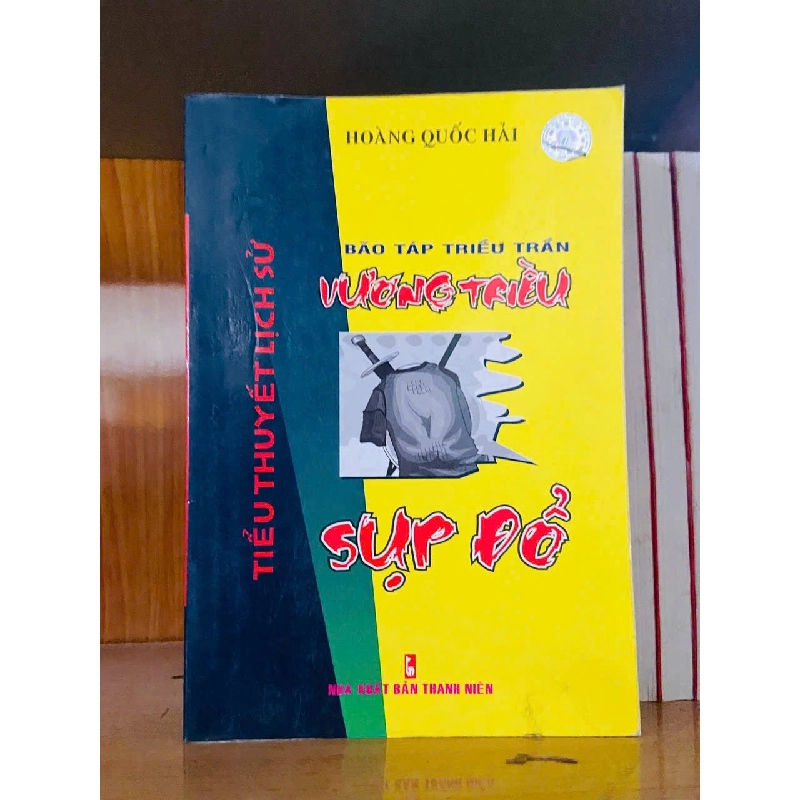 HOÀNG QUỐC HẢI
BÃO TÁP TRIỀU TRẦN
VƯƠNG TRIỀU
SỤP ĐỔ
TIỂU THUYẾT LỊCH SỬ
NHÀ XUẤT BẢN THANH NIÊN